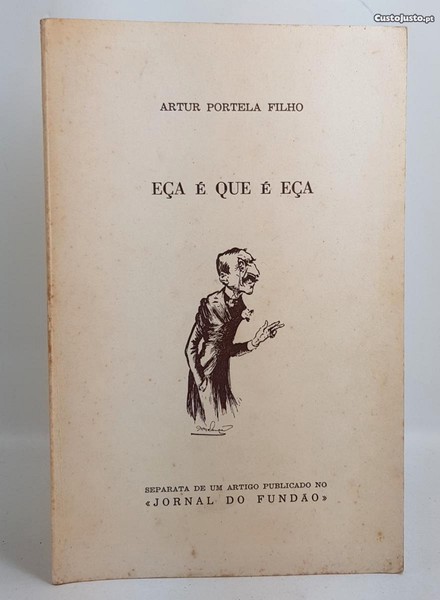 CustoJusto.pt
ARTUR PORTELA FILHO
EÇA É QUE É EÇA
SEPARATA DE UM ARTIGO PUBLICADO NO
«JORNAL DO FUNDÃO»